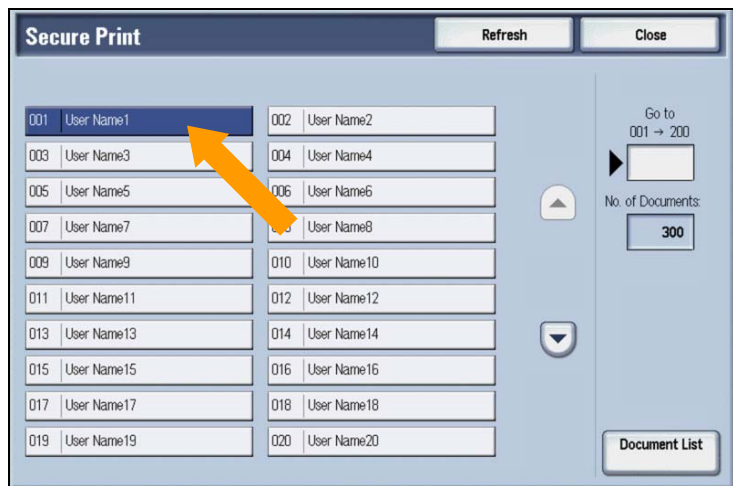 Secure Print
Refresh
Close
001 User Name1
002 User Name2
003 User Name3
004 User Name4
005 User Name5
006 User Name6
007 User Name7
User Name8
009 User Name9
010 User Name10
011 User Name11
012 User Name12
013 User Name13
014 User Name14
015 User Name15
016 User Name16
017 User Name17
018 User Name18
019 User Name19
020 User Name20
Go to
001 → 200
No. of Documents:
300
Document List